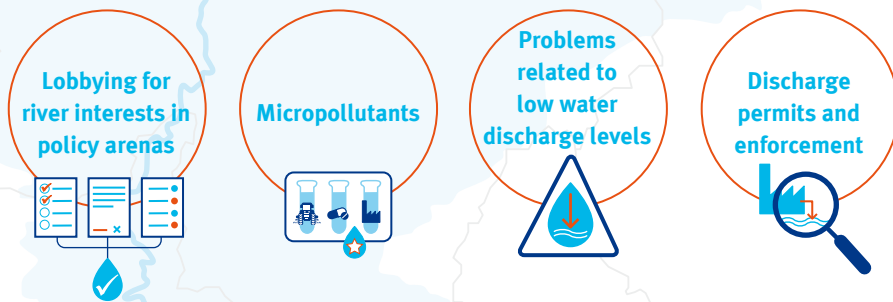 Lobbying for
river interests in
policy arenas
Micropollutants
Problems
related to
low water
discharge levels
Discharge
permits and
enforcement